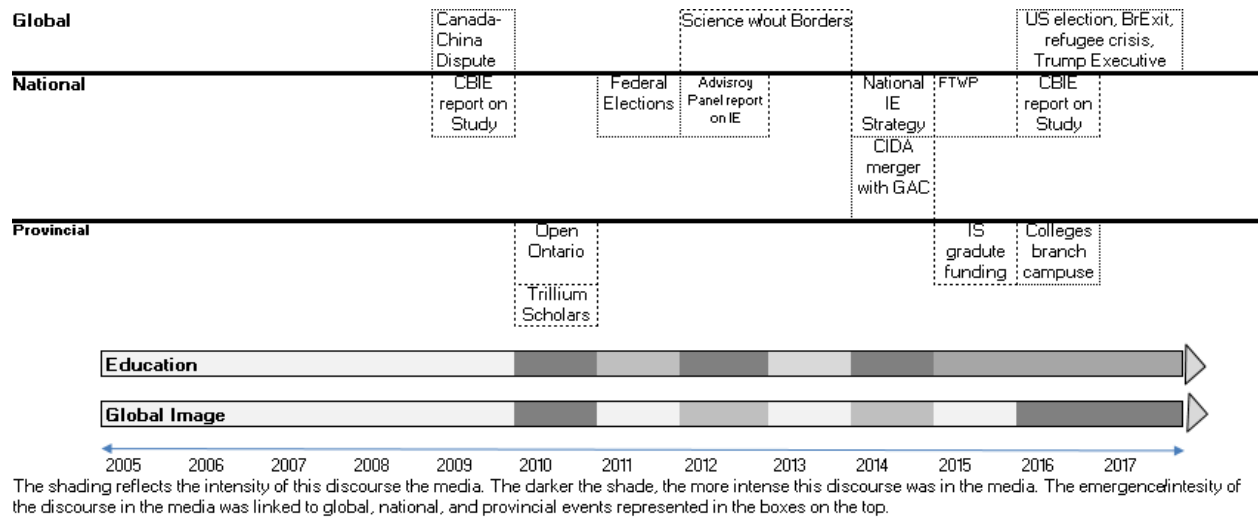 Global
Canada-
China
Dispute
Science w/out Borders
US election, BrExit,
refugee crisis,
Trump Executive
National
CBIE
report on
Study
Federal
Elections
Advisroy
Panel report
on IE
National
IE
Strategy
FTWP
CBIE
report on
Study
CIDA
merger
with GAC
Provincial
Open
Ontario
IS
gradute
funding
Colleges
branch
campuse
Trillium
Scholars
Education
Global Image
2005 2006 2007 2008 2009 2010 2011 2012 2013 2014 2015 2016 2017
The shading reflects the intensity of this discourse the media. The darker the shade, the more intense this discourse was in the media. The emergence/intesity of
the discourse in the media was linked to global, national, and provincial events represented in the boxes on the top.